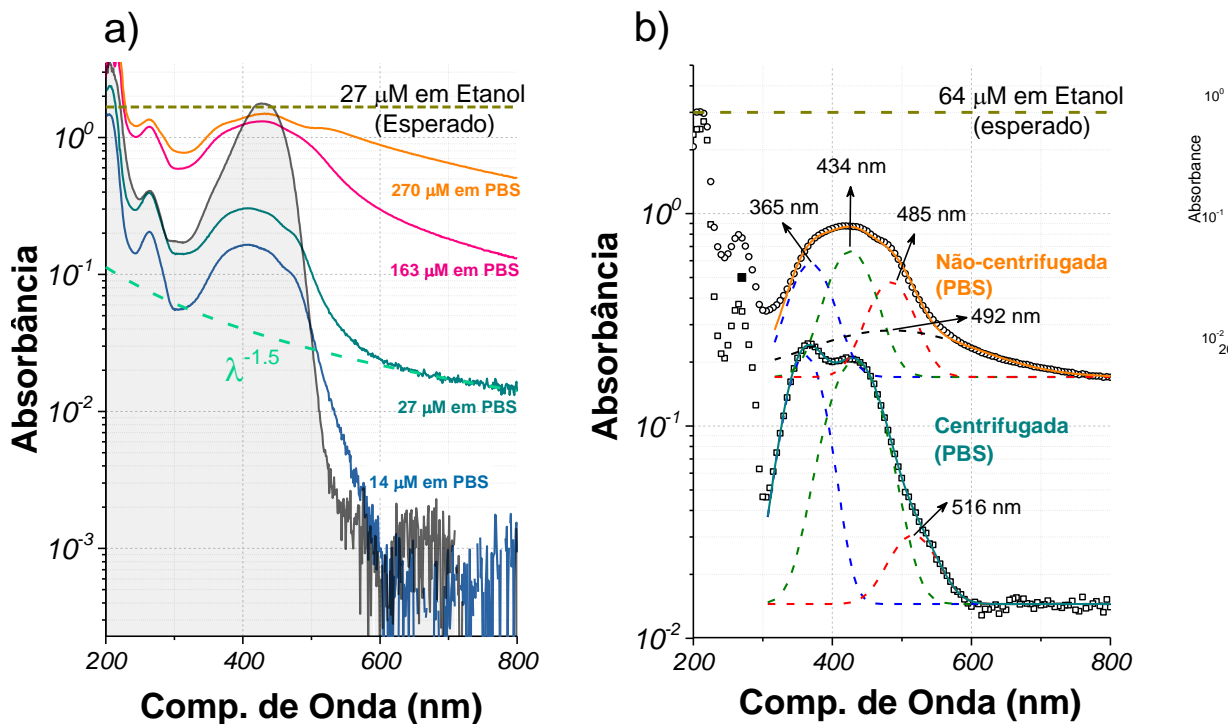 a)
27 μM em Etanol
(Esperado)
270 μM em PBS
163 μM em PBS
λ-1.5
27 μM em PBS
14 μM em PBS
10^0
10^-1
10^-2
10^-3
200
400
600
800
Absorbância
Comp. de Onda (nm)
b)
64 μM em Etanol
(esperado)
434 nm
365 nm
485 nm
Não-centrifugada
(PBS)
492 nm
Centrifugada
(PBS)
516 nm
10^0
10^-1
10^-2
200
400
600
800
Absorbância
Comp. de Onda (nm)
10^0
10^-1
10^-2
20
Absorbance